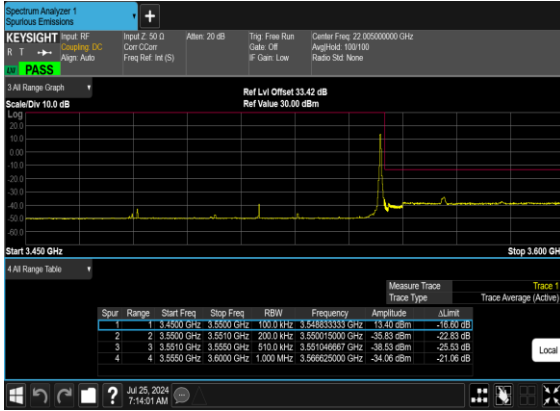 Spectrum Analyzer 1
Spurious Emissions
+
KEYSIGHT Input: RF Input Z: 50 Ω Atten: 20 dB Trig: Free Run Center Freq: 22.005000000 GHz
R T Coupling: DC Corr CCorr Gate: Off Avg|Hold: 100/100
Align: Auto Freq Ref: Int (S) IF Gain: Low Radio Std: None
PASS
3 All Range Graph
Ref Lvl Offset 33.42 dB
Scale/Div 10.0 dB Ref Value 30.00 dBm
Log
20.0
10.0
0.00
-10.0
-20.0
-30.0
-40.0
-50.0
-60.0
Start 3.450 GHz Stop 3.600 GH
4 All Range Table
Measure Trace Trace 1
Trace Type Trace Average (Active)
Spur Range Start Freq Stop Freq RBW Frequency Amplitude ΔLimit
1 1 3.4500 GHz 3.5500 GHz 100.0 kHz 3.548833333 GHz 13.40 dBm -16.60 dB
2 2 3.5500 GHz 3.5510 GHz 200.0 kHz 3.550015000 GHz -35.83 dBm -22.83 dB
3 3 3.5510 GHz 3.5550 GHz 510.0 kHz 3.551046667 GHz -38.53 dBm -25.53 dB
4 4 3.5550 GHz 3.6000 GHz 1.000 MHz 3.566625000 GHz -34.06 dBm -21.06 dB
Local
?
Jul 25, 2024
7:14:01 AM